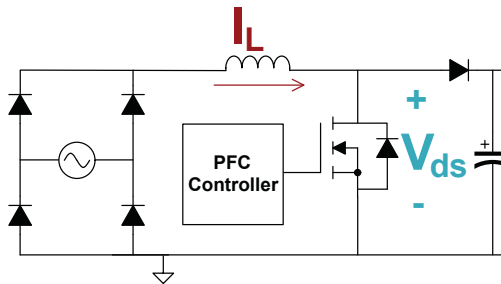 IL
+
PFC
Controller
Vds
+
-